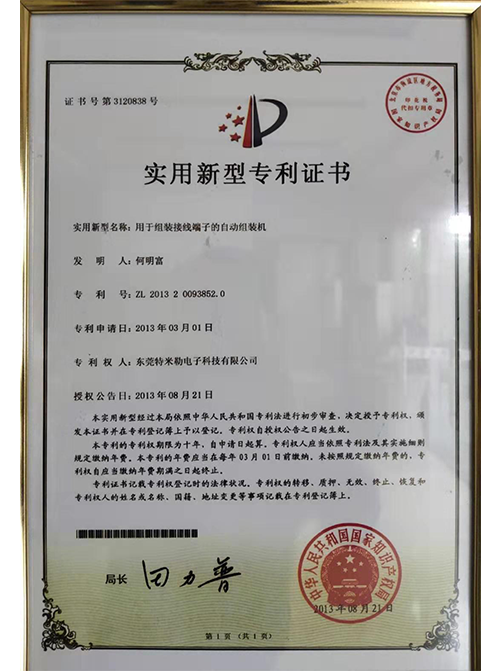 证书号第3120838号
印花税
代扣专用章
国家知识产权局
实用新型专利证书
实用新型名称：用于组装接线端子的自动组装机
发明人：何明富
专利号：ZL 2013 2 0093852.0
专利申请日：2013年03月01日
专利权人：东莞特米勒电子科技有限公司
授权公告日：2013年08月21日
本实用新型经过本局依照中华人民共和国专利法进行初步审查，决定授予专利权，颁
发本证书并在专利登记簿上予以登记。专利权自授权公告之日起生效。
本专利的专利权期限为十年，自申请日起算。专利权人应当依照专利法及其实施细则
规定缴纳年费。本专利的年费应当在每年03月01日前缴纳。未按照规定缴纳年费的，专
利权自应当缴纳年费期满之日起终止。
专利证书记载专利权登记时的法律状况。专利权的转移、质押、无效、终止、恢复和
专利权人的姓名或名称、国籍、地址变更等事项记载在专利登记簿上。
局长 田力普
中华人民共和国国家知识产权局
2013年08月21日
第1页（共1页）